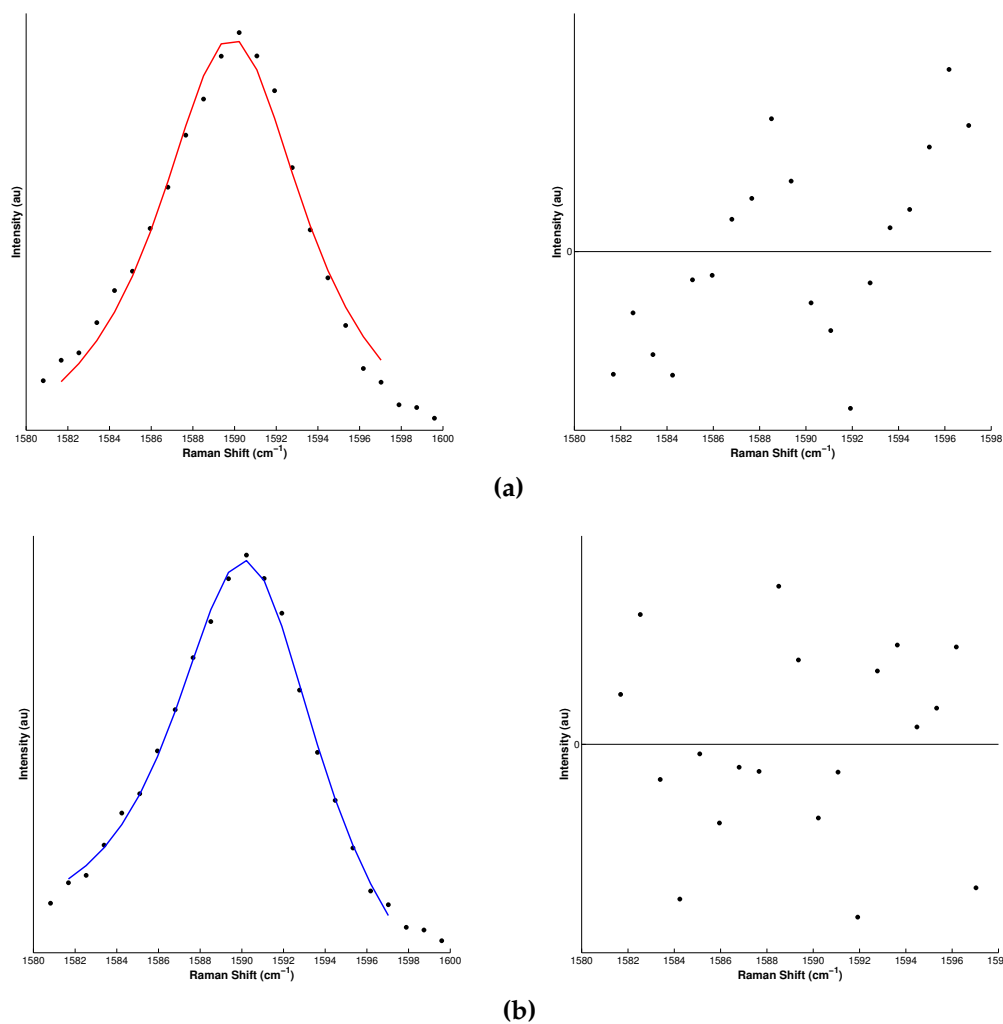 Intensity (au)
1580 1582 1584 1586 1588 1590 1592 1594 1596 1598 1600
Raman Shift (cm⁻¹)
Intensity (au)
0
1580 1582 1584 1586 1588 1590 1592 1594 1596 1598
Raman Shift (cm⁻¹)
(a)
Intensity (au)
1580 1582 1584 1586 1588 1590 1592 1594 1596 1598 1600
Raman Shift (cm⁻¹)
Intensity (au)
0
1580 1582 1584 1586 1588 1590 1592 1594 1596 159
Raman Shift (cm⁻¹)
(b)